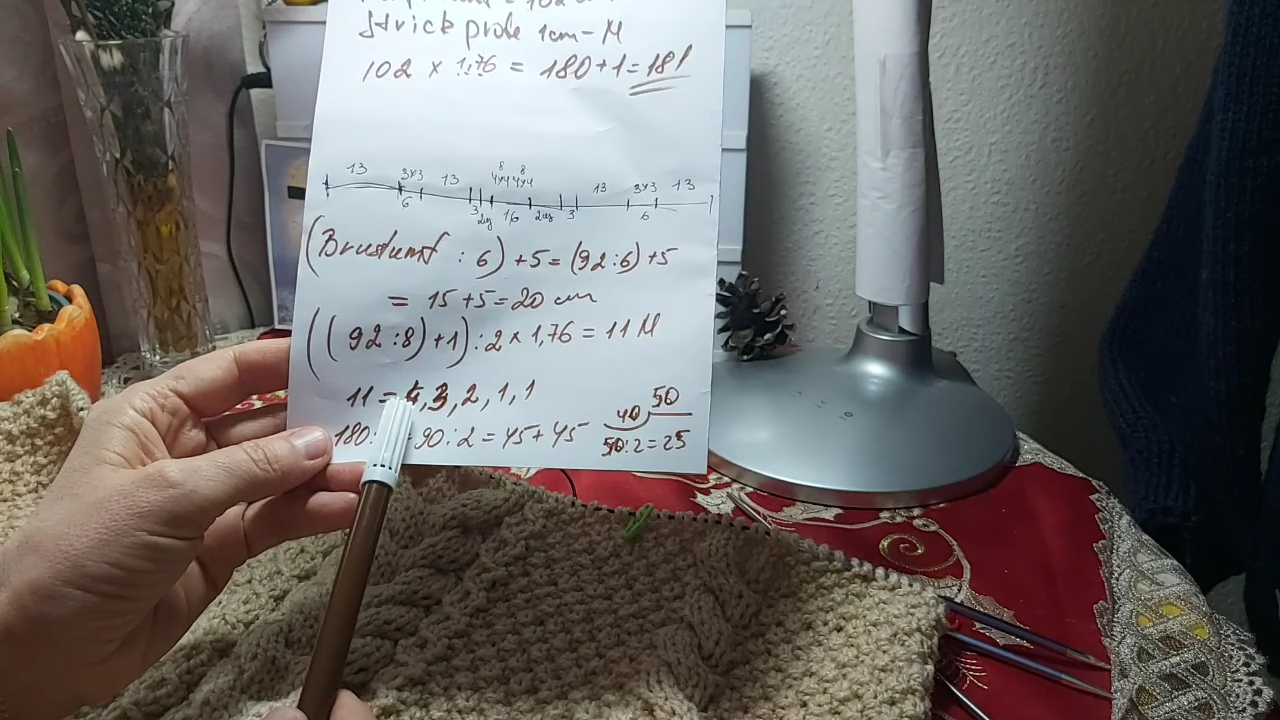 = 102
Strickprobe 1cm - M
102 x 1,76 = 180 + 1 = 181
8 8
13 3x3 13 4x4 4x4 13 3x3 13
6 3 16 3 6
(Brustumf : 6) + 5 = (92 : 6) + 5
= 15 + 5 = 20 cm
((92 : 8) + 1) : 2 x 1,76 = 11 M
11 = 4, 3, 2, 1, 1
40 50
180: 90 : 2 = 45 + 45 50 : 2 = 25